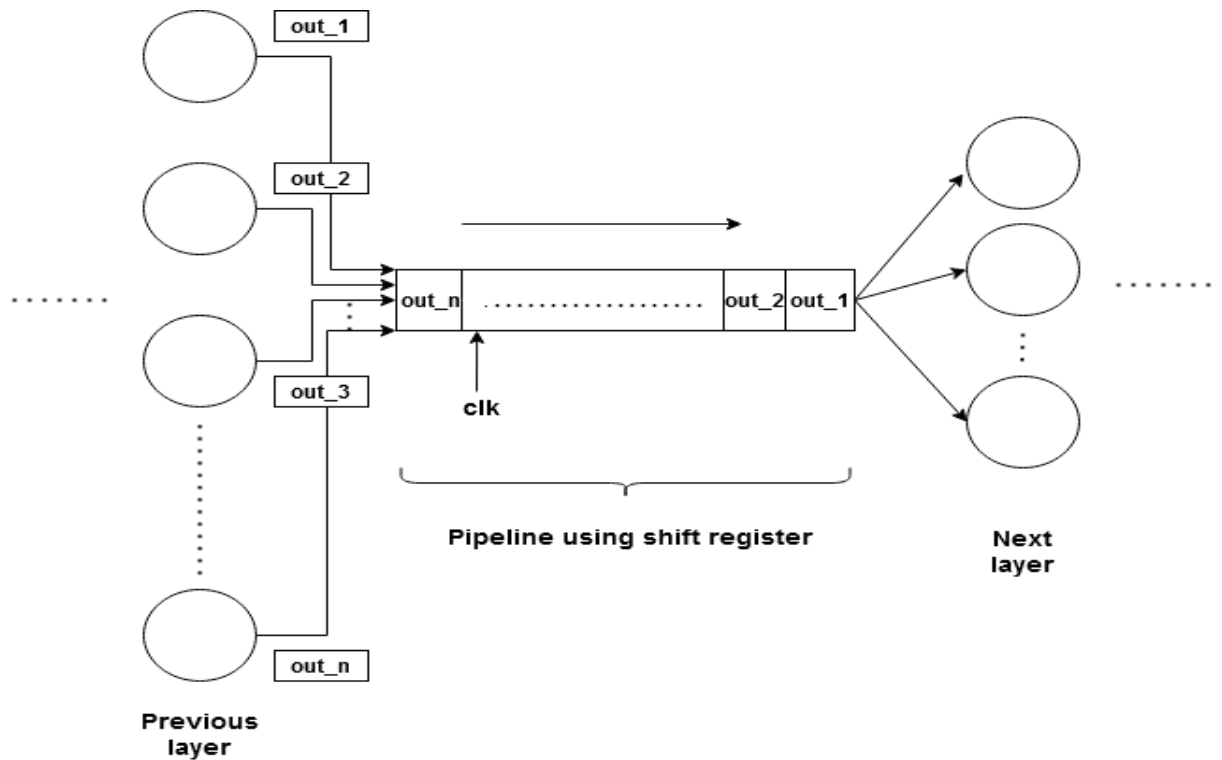 out_1
out_2
out_n
out_2
out_1
out_3
clk
Pipeline using shift register
Next
layer
out_n
Previous
layer